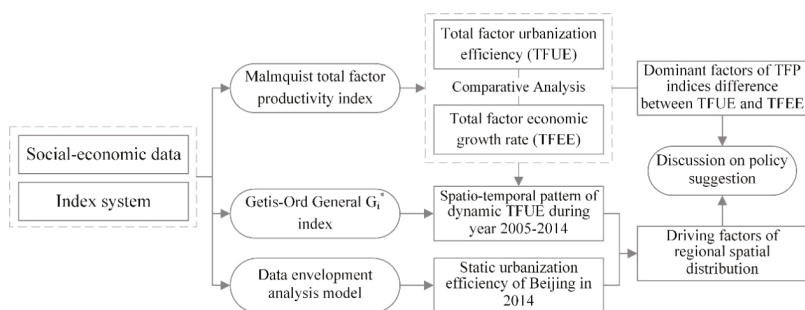 Social-economic data
Index system
Malmquist total factor
productivity index
Getis-Ord General Gi*
index
Data envelopment
analysis model
Total factor urbanization
efficiency (TFUE)
Comparative Analysis
Total factor economic
growth rate (TFEE)
Spatio-temporal pattern of
dynamic TFUE during
year 2005-2014
Static urbanization
efficiency of Beijing in
2014
Dominant factors of TFP
indices difference
between TFUE and TFEE
Discussion on policy
suggestion
Driving factors of
regional spatial
distribution